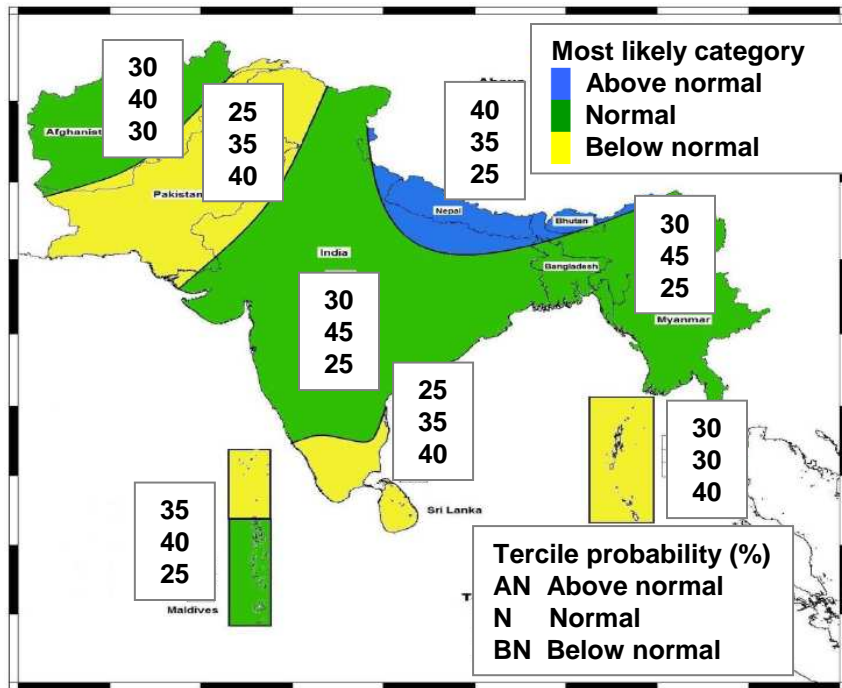 Most likely category
Above normal
Normal
Below normal
30
40
30
25
35
40
40
35
25
Pakistan
Nepal
Bhutan
India
Bangladesh
30
45
25
Myanmar
30
45
25
25
35
40
30
30
40
35
40
25
Sri Lanka
Maldives
Tercile probability (%)
AN Above normal
N Normal
BN Below normal